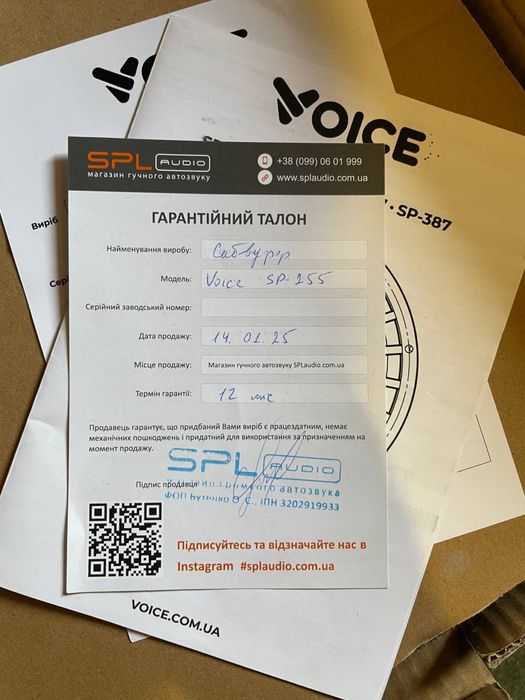 VOICE
• SP-387
Виріб
SPL AUDIO
магазин гучного автозвуку
+38 (099) 06 01 999
www.splaudio.com.ua
ГАРАНТІЙНИЙ ТАЛОН
Найменування виробу: Сабвуфер
Модель: Voice SP-255
Серійний заводський номер:
Дата продажу: 14.01.25
Місце продажу: Магазин гучного автозвуку SPLaudio.com.ua
Термін гарантії: 12 міс
Продавець гарантує, що придбаний Вами виріб є працездатним, немає
механічних пошкоджень і придатний для використання за призначенням на
момент продажу.
SPL AUDIO
Підпис продавця
автозвука
ФОП Бутенко ІПН 3202919933
Підписуйтесь та відзначайте нас в
Instagram #splaudio.com.ua
VOICE.COM.UA